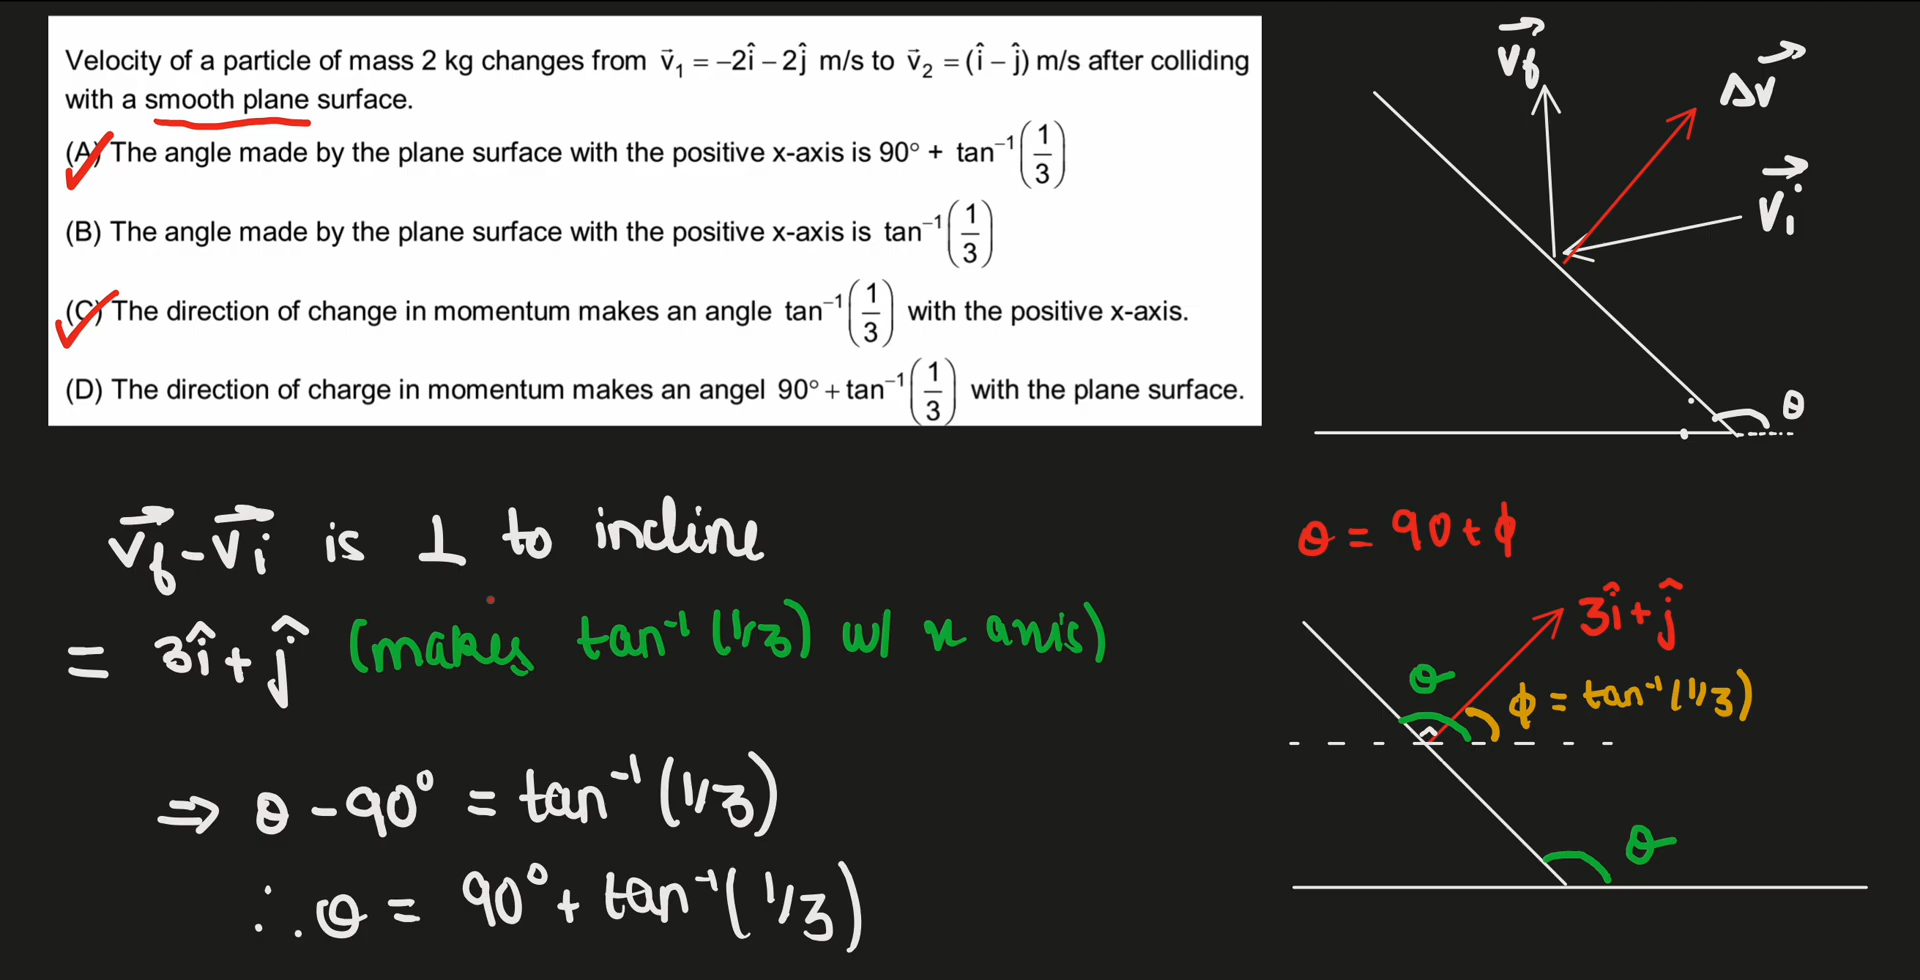 Velocity of a particle of mass 2 kg changes from v⃗₁ = −2î − 2ĵ m/s to v⃗₂ = (î − ĵ) m/s after colliding
with a smooth plane surface.
(A) The angle made by the plane surface with the positive x-axis is 90° + tan⁻¹(1/3)
(B) The angle made by the plane surface with the positive x-axis is tan⁻¹(1/3)
(C) The direction of change in momentum makes an angle tan⁻¹(1/3) with the positive x-axis.
(D) The direction of charge in momentum makes an angel 90° + tan⁻¹(1/3) with the plane surface.
v⃗f
Δv⃗
v⃗i
θ
v⃗f − v⃗i is ⊥ to incline
= 3î + ĵ (makes tan⁻¹(1/3) w/ x axis)
⇒ θ − 90° = tan⁻¹(1/3)
∴ θ = 90° + tan⁻¹(1/3)
θ = 90 + ϕ
3î + ĵ
θ
ϕ = tan⁻¹(1/3)
θ